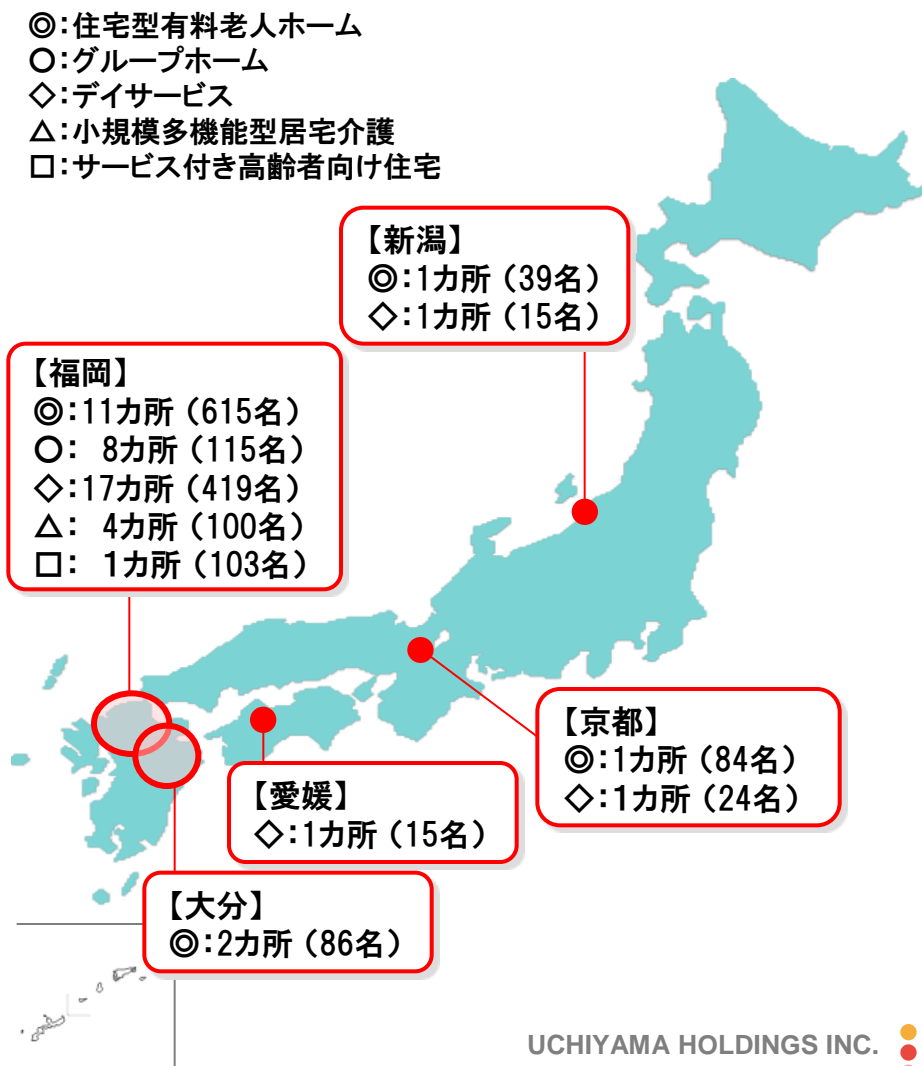 ◎:住宅型有料老人ホーム
○:グループホーム
◇:デイサービス
△:小規模多機能型居宅介護
□:サービス付き高齢者向け住宅
【新潟】
◎:1カ所 (39名)
◇:1カ所 (15名)
【福岡】
◎:11カ所 (615名)
○: 8カ所 (115名)
◇:17カ所 (419名)
△: 4カ所 (100名)
□: 1カ所 (103名)
【京都】
◎:1カ所 (84名)
◇:1カ所 (24名)
【愛媛】
◇:1カ所 (15名)
【大分】
◎:2カ所 (86名)
UCHIYAMA HOLDINGS INC.